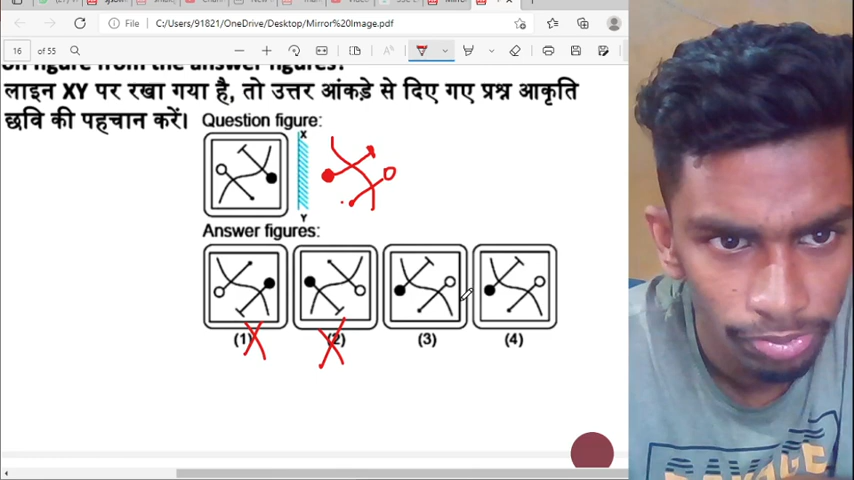 File
C:/Users/91821/OneDrive/Desktop/Mirror%20Image.pdf
16 of 55
on figure from the answer figures?
लाइन XY पर रखा गया है, तो उत्तर आंकड़े से दिए गए प्रश्न आकृति
छवि की पहचान करें। Question figure:
X
Y
Answer figures:
(1) (2) (3) (4)